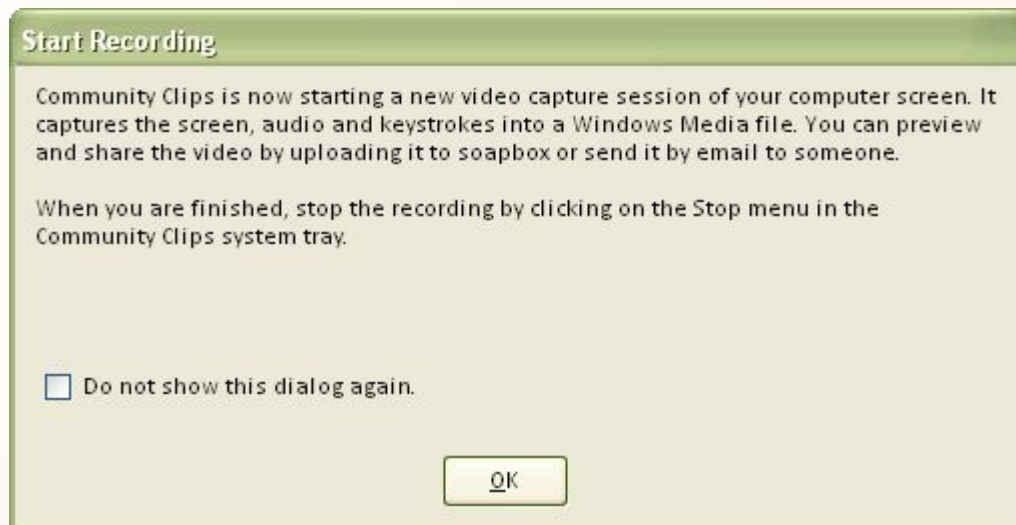 Start Recording
Community Clips is now starting a new video capture session of your computer screen. It
captures the screen, audio and keystrokes into a Windows Media file. You can preview
and share the video by uploading it to soapbox or send it by email to someone.
When you are finished, stop the recording by clicking on the Stop menu in the
Community Clips system tray.
Do not show this dialog again.
OK